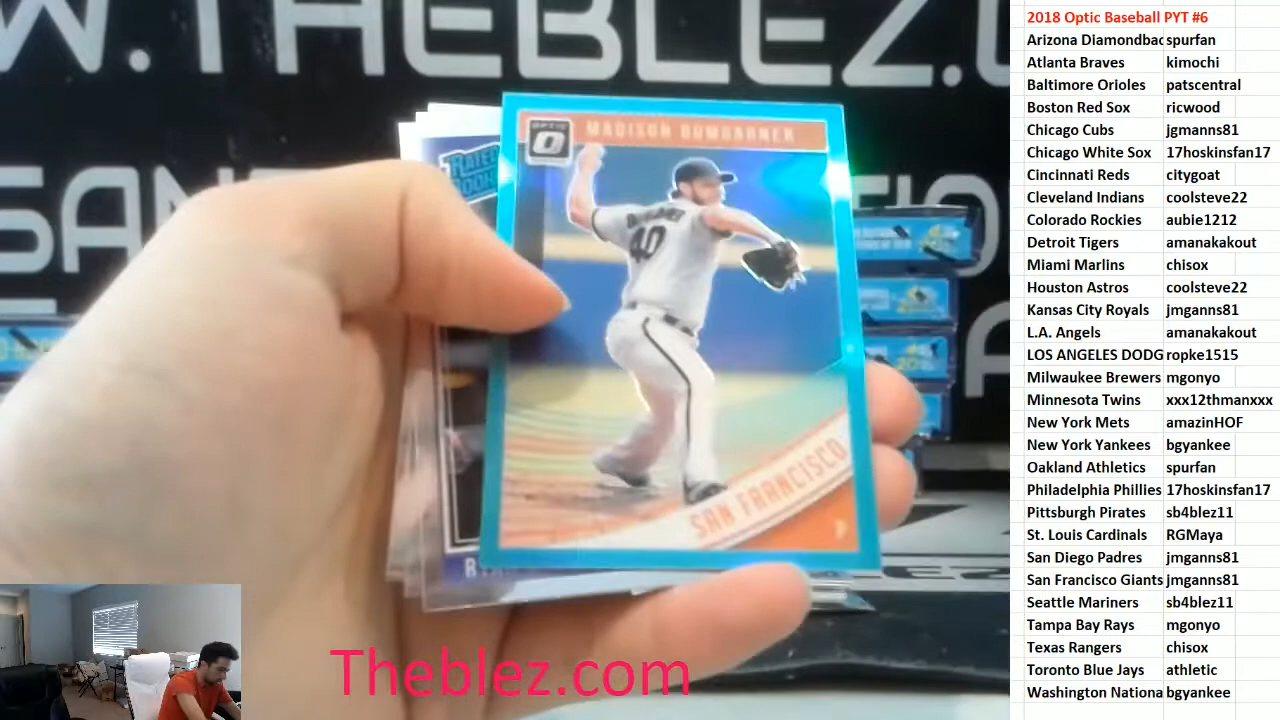 W.THEBLEZ.C
SAN
OPTIC
MADISON BUMGARNER
RATED
ROOKIE
40
SAN FRANCISCO
P
Theblez.com
2018 Optic Baseball PYT #6
Arizona Diamondbac spurfan
Atlanta Braves kimochi
Baltimore Orioles patscentral
Boston Red Sox ricwood
Chicago Cubs jgmanns81
Chicago White Sox 17hoskinsfan17
Cincinnati Reds citygoat
Cleveland Indians coolsteve22
Colorado Rockies aubie1212
Detroit Tigers amanakakout
Miami Marlins chisox
Houston Astros coolsteve22
Kansas City Royals jmganns81
L.A. Angels amanakakout
LOS ANGELES DODG ropke1515
Milwaukee Brewers mgonyo
Minnesota Twins xxx12thmanxxx
New York Mets amazinHOF
New York Yankees bgyankee
Oakland Athletics spurfan
Philadelphia Phillies 17hoskinsfan17
Pittsburgh Pirates sb4blez11
St. Louis Cardinals RGMaya
San Diego Padres jmganns81
San Francisco Giants jmganns81
Seattle Mariners sb4blez11
Tampa Bay Rays mgonyo
Texas Rangers chisox
Toronto Blue Jays athletic
Washington Nationa bgyankee